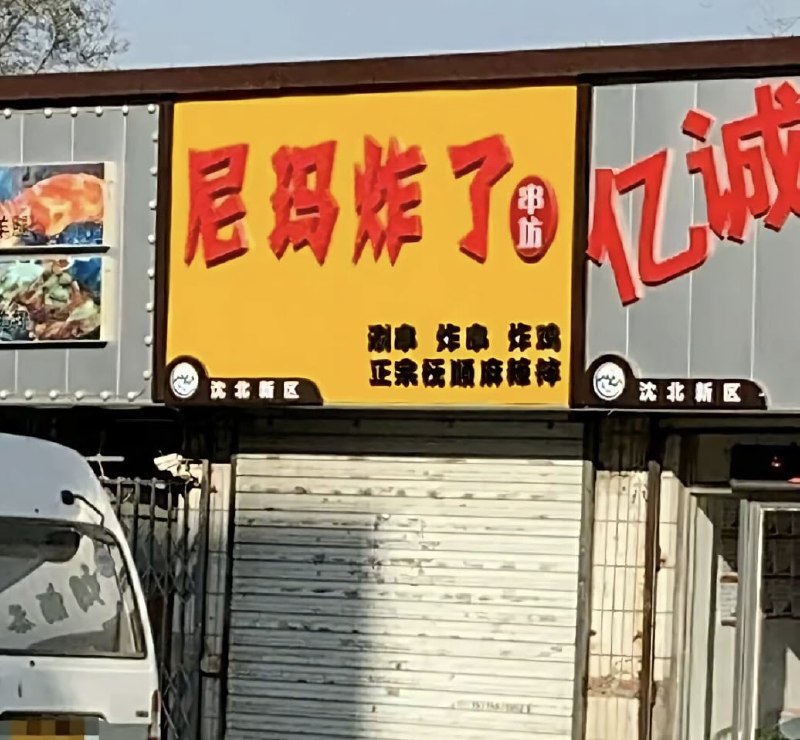 尼玛炸了
串坊
涮串 炸串 炸鸡
正宗抚顺麻辣拌
沈北新区
亿诚
沈北新区